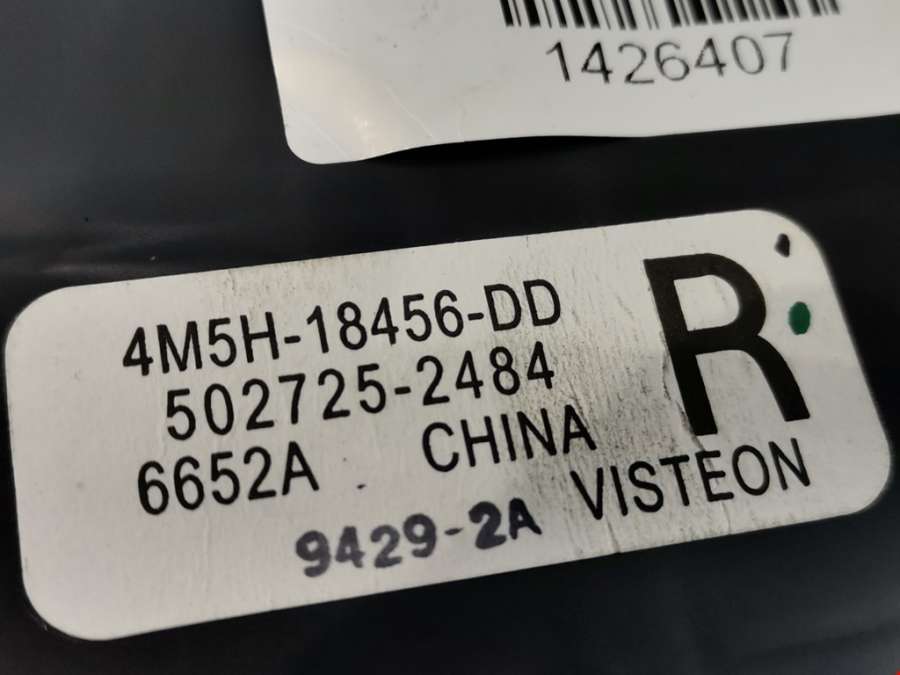 1426407
4M5H-18456-DD
R
502725-2484
6652A CHINA
9429-2A VISTEON